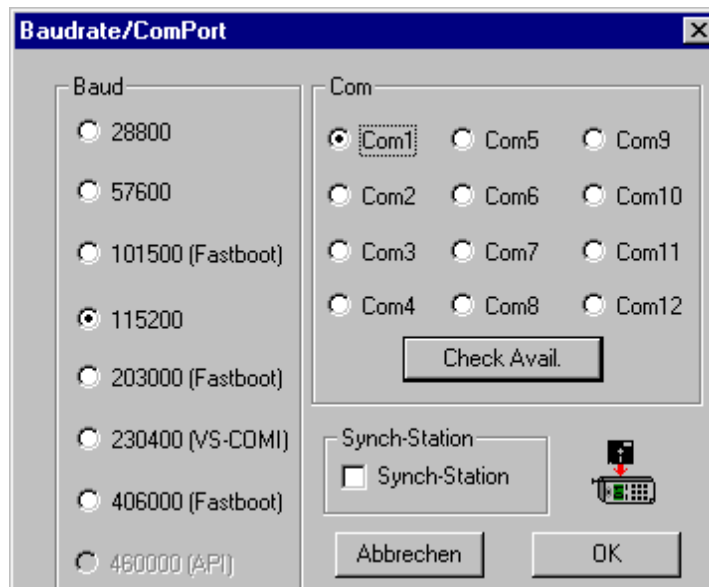 Baudrate/ComPort
Baud
28800
57600
101500 (Fastboot)
115200
203000 (Fastboot)
230400 (VS-COMI)
406000 (Fastboot)
460000 (API)
Com
Com1 Com5 Com9
Com2 Com6 Com10
Com3 Com7 Com11
Com4 Com8 Com12
Check Avail.
Synch-Station
Synch-Station
Abbrechen OK